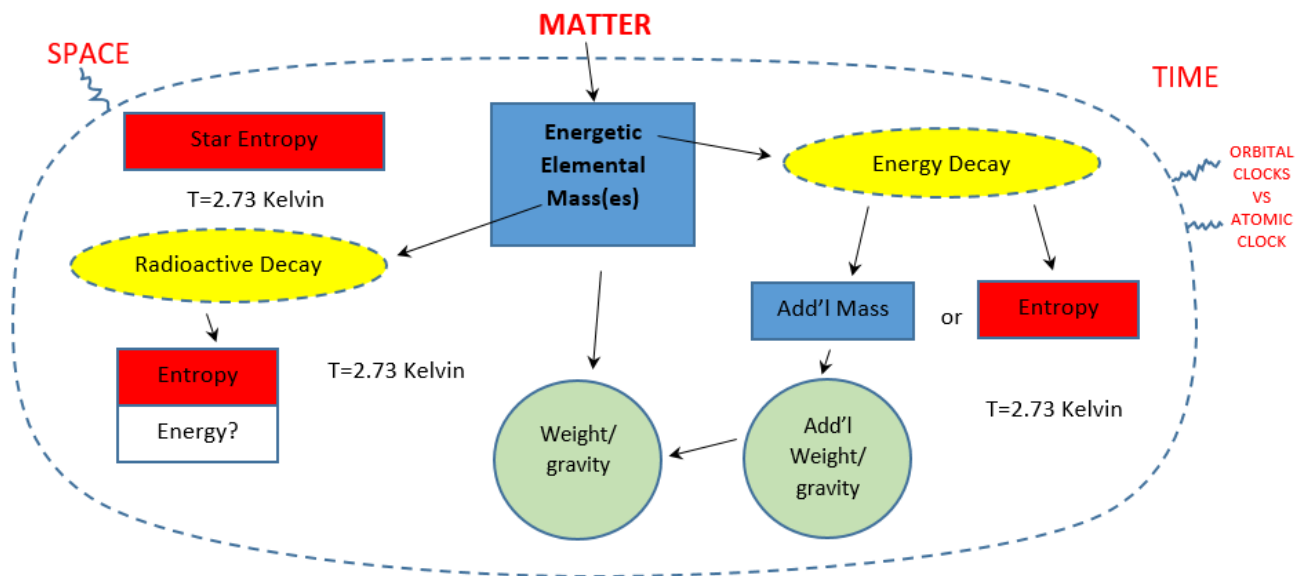 MATTER
SPACE
TIME
Star Entropy
Energetic
Elemental
Mass(es)
Energy Decay
ORBITAL
CLOCKS
VS
ATOMIC
CLOCK
T=2.73 Kelvin
Radioactive Decay
Add'l Mass
or
Entropy
Entropy
T=2.73 Kelvin
Energy?
Weight/
gravity
Add'l
Weight/
gravity
T=2.73 Kelvin